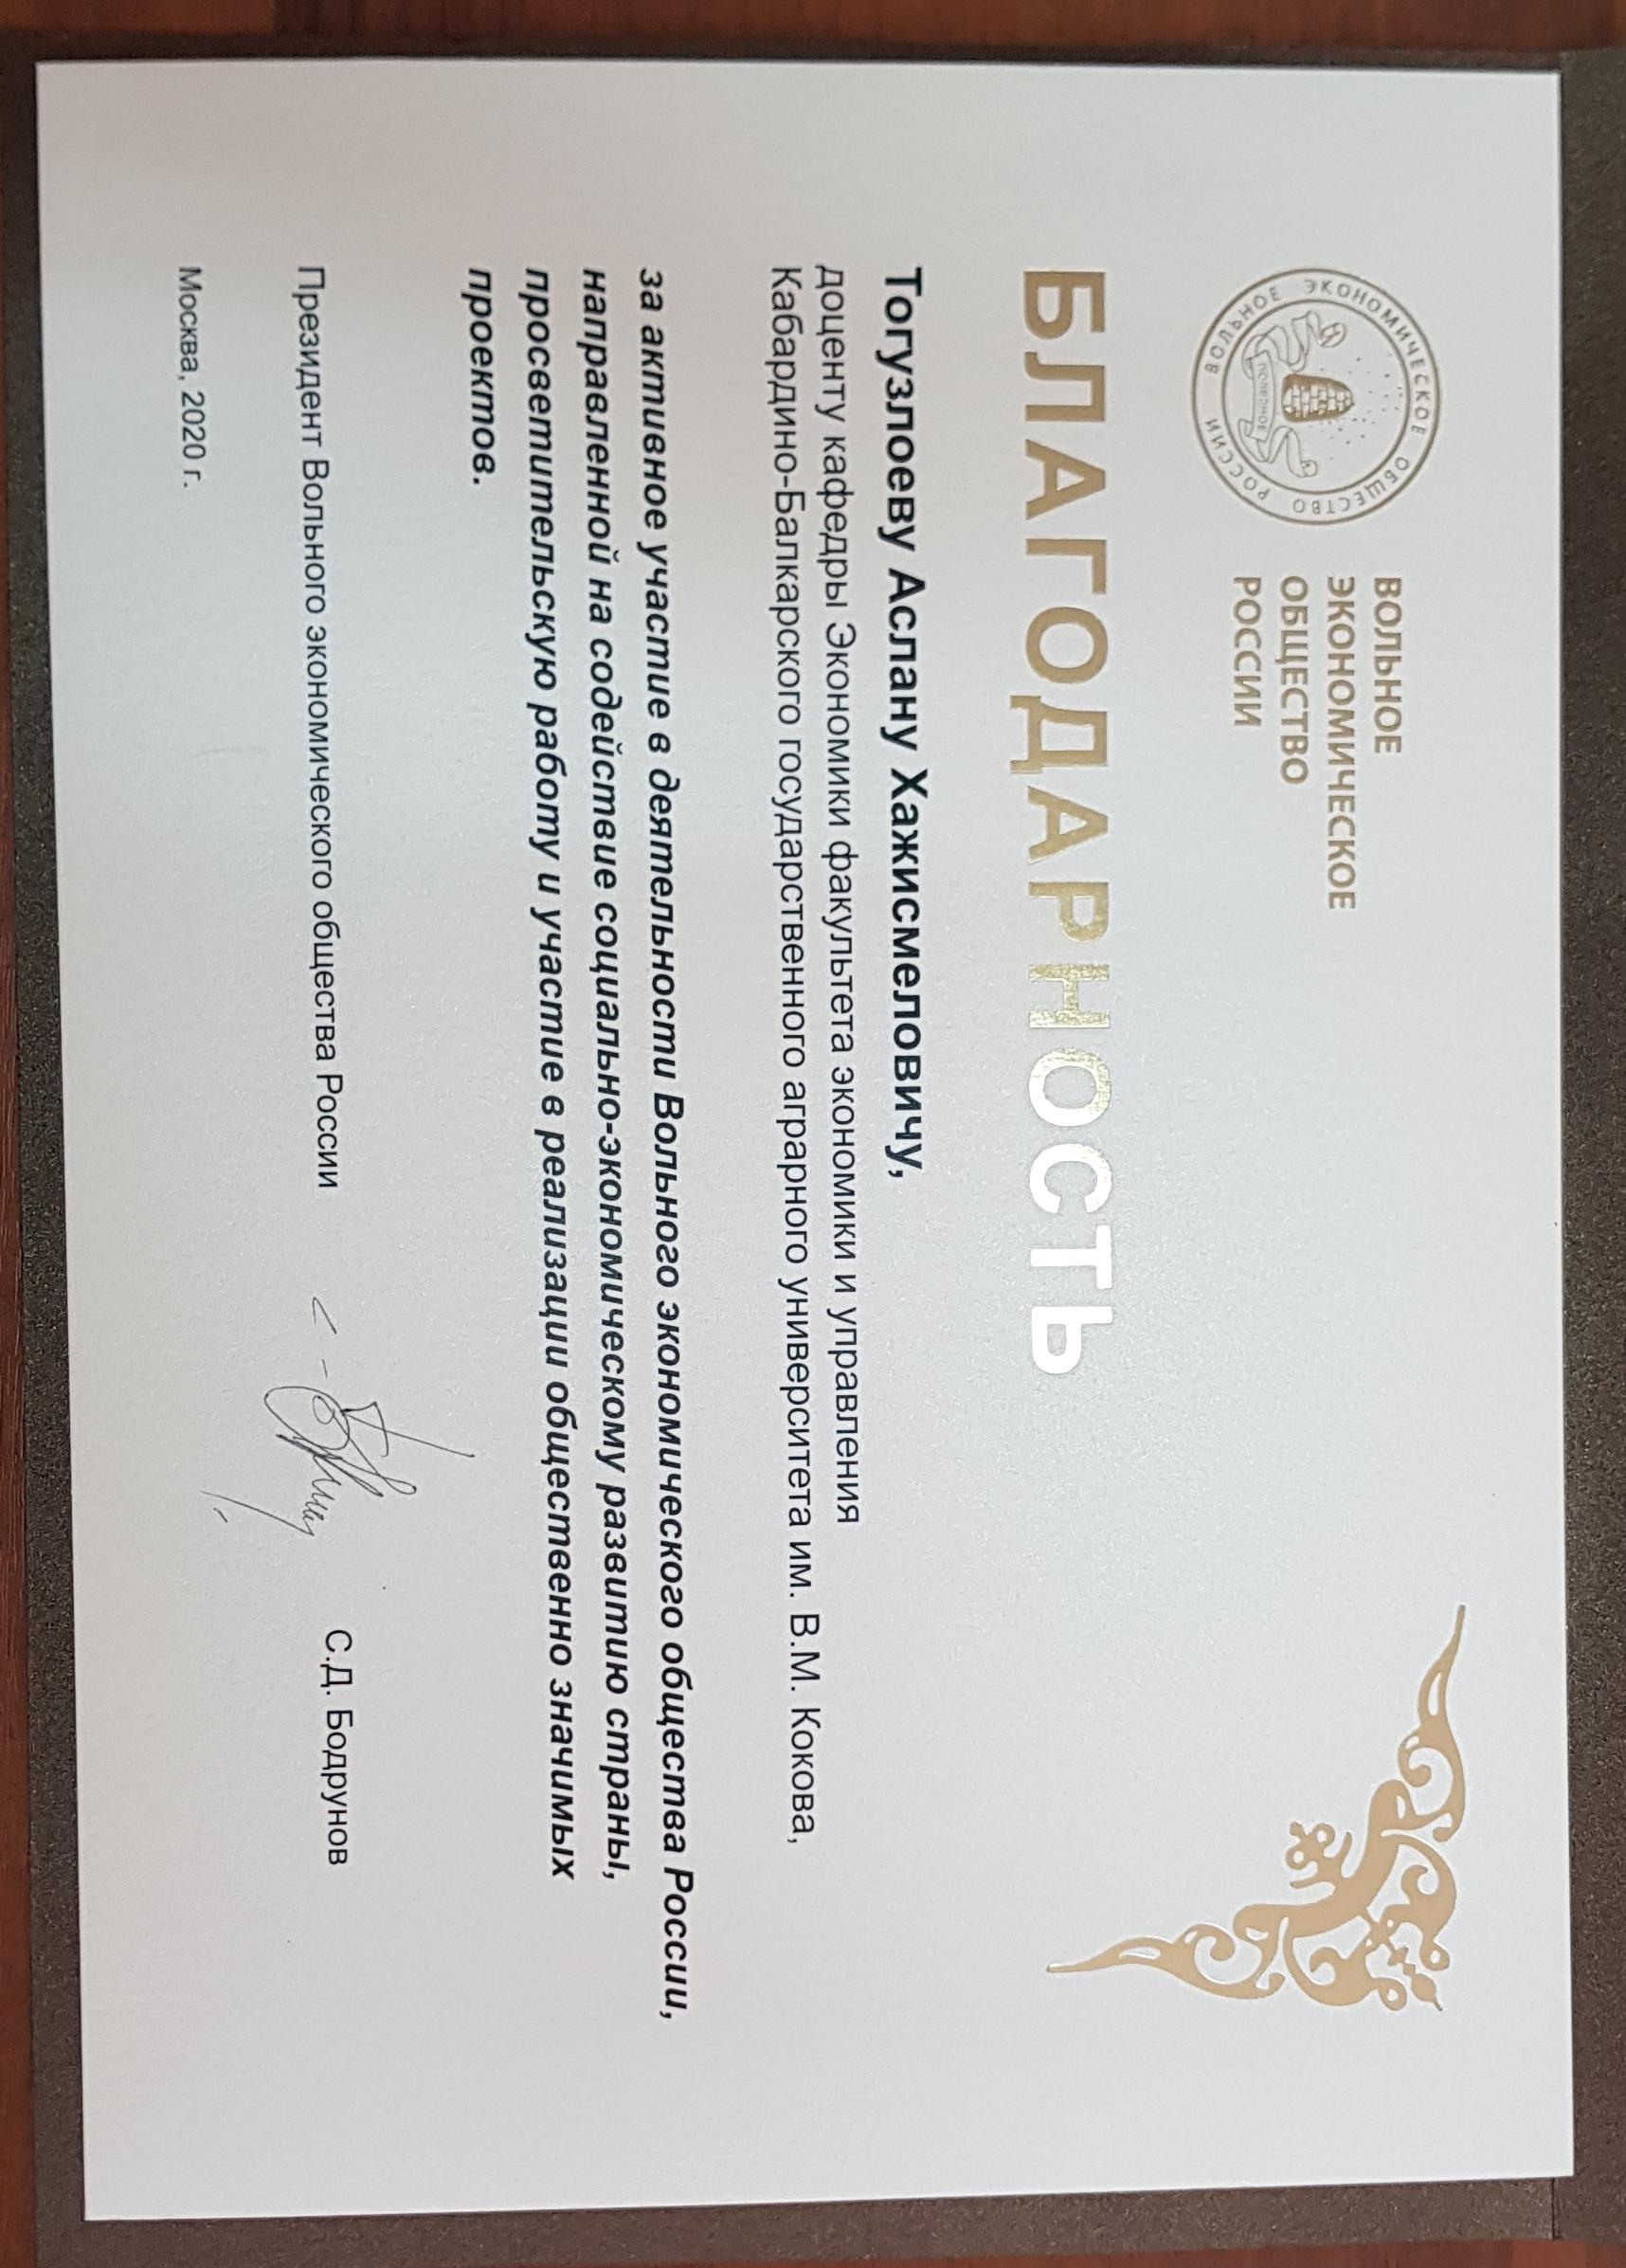 ВОЛЬНОЕ ЭКОНОМИЧЕСКОЕ ОБЩЕСТВО РОССИИ
ПОЛЕЗНОЕ
ВОЛЬНОЕ
ЭКОНОМИЧЕСКОЕ
ОБЩЕСТВО
РОССИИ
БЛАГОДАРНОСТЬ
Тогузлоеву Аслану Хажисмеловичу,
доценту кафедры Экономики факультета экономики и управления
Кабардино-Балкарского государственного аграрного университета им. В.М. Кокова,
за активное участие в деятельности Вольного экономического общества России,
направленной на содействие социально-экономическому развитию страны,
просветительскую работу и участие в реализации общественно значимых
проектов.
Президент Вольного экономического общества России С.Д. Бодрунов
Москва, 2020 г.